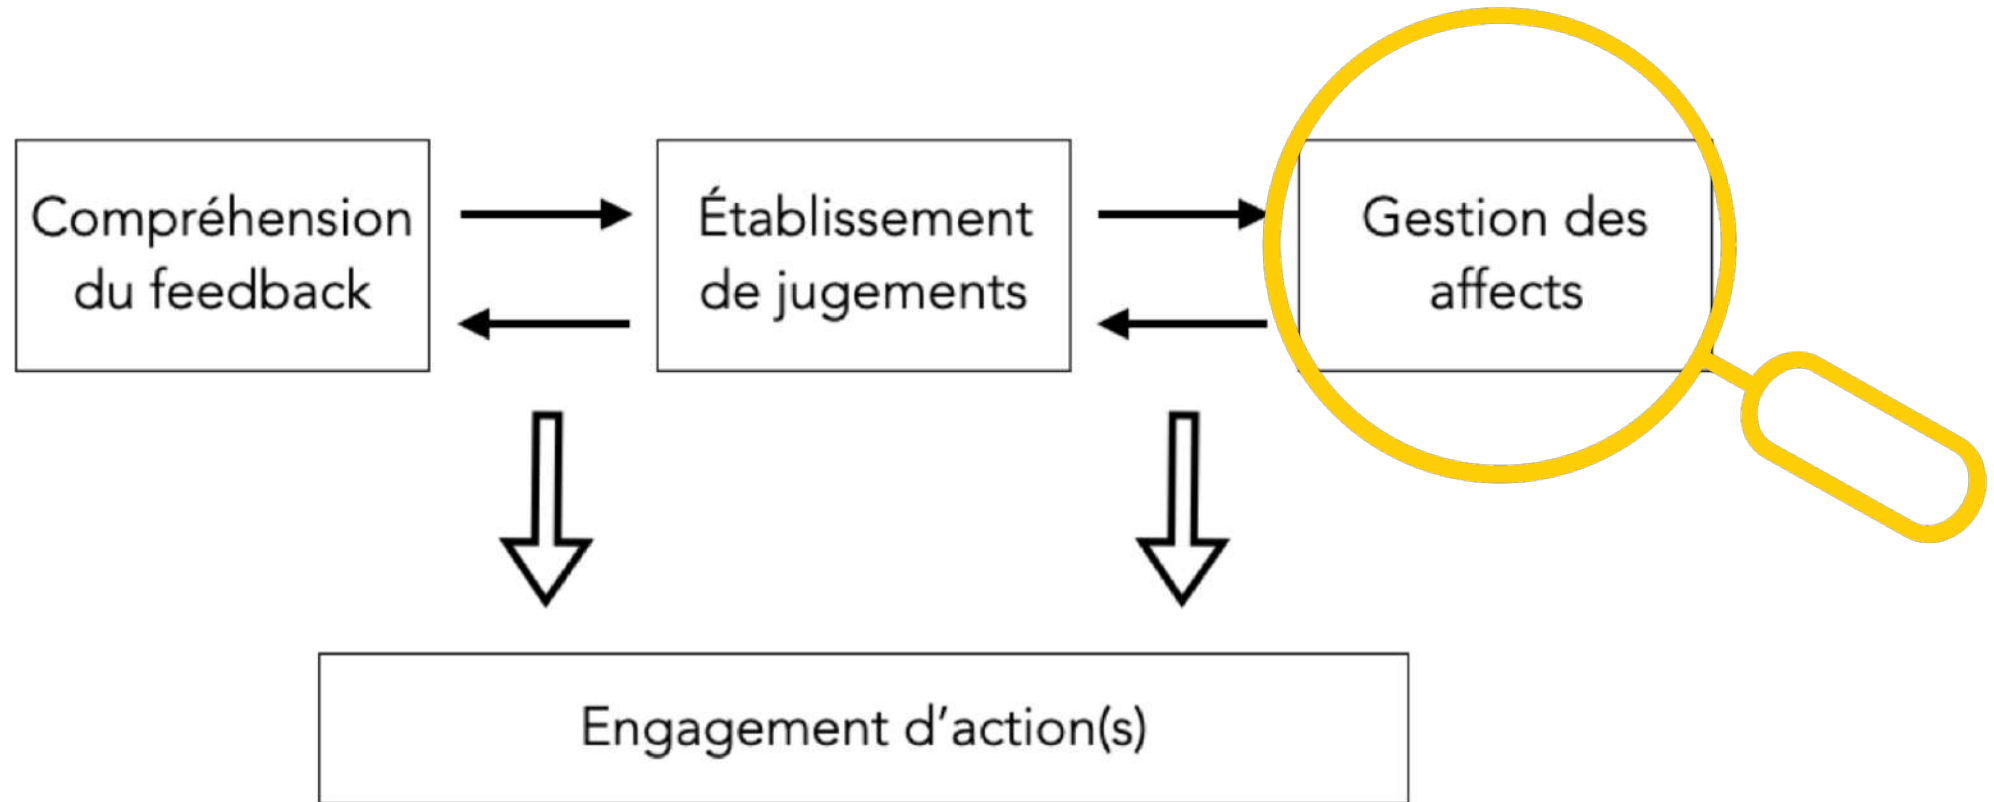 Compréhension
du feedback
Établissement
de jugements
Gestion des
affects
Engagement d’action(s)